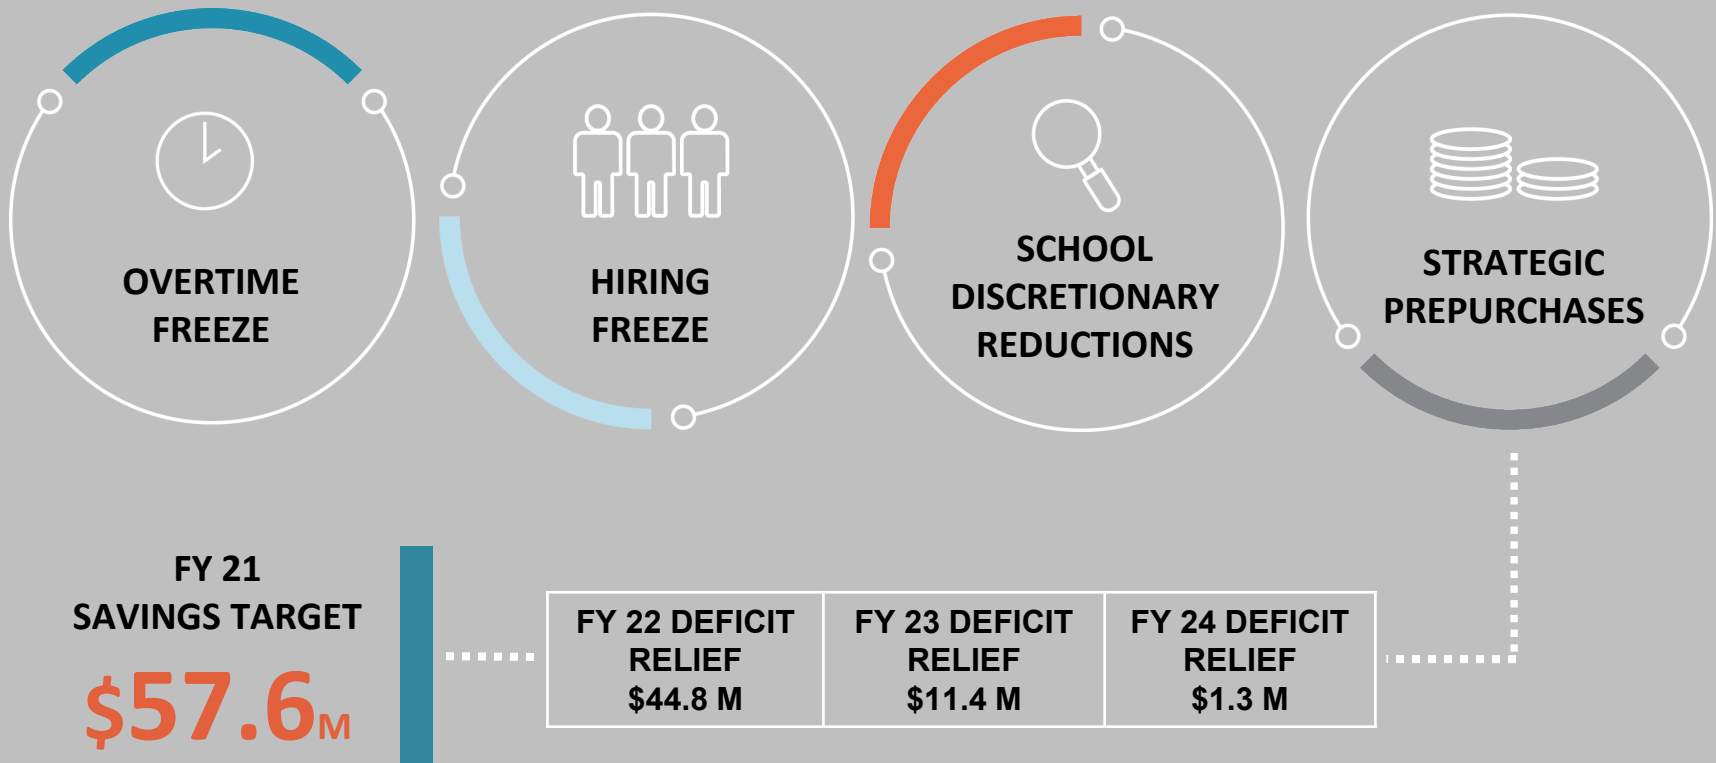 OVERTIME
FREEZE
HIRING
FREEZE
SCHOOL
DISCRETIONARY
REDUCTIONS
STRATEGIC
PREPURCHASES
FY 21
SAVINGS TARGET
$57.6M
FY 22 DEFICIT
RELIEF
$44.8 M
FY 23 DEFICIT
RELIEF
$11.4 M
FY 24 DEFICIT
RELIEF
$1.3 M